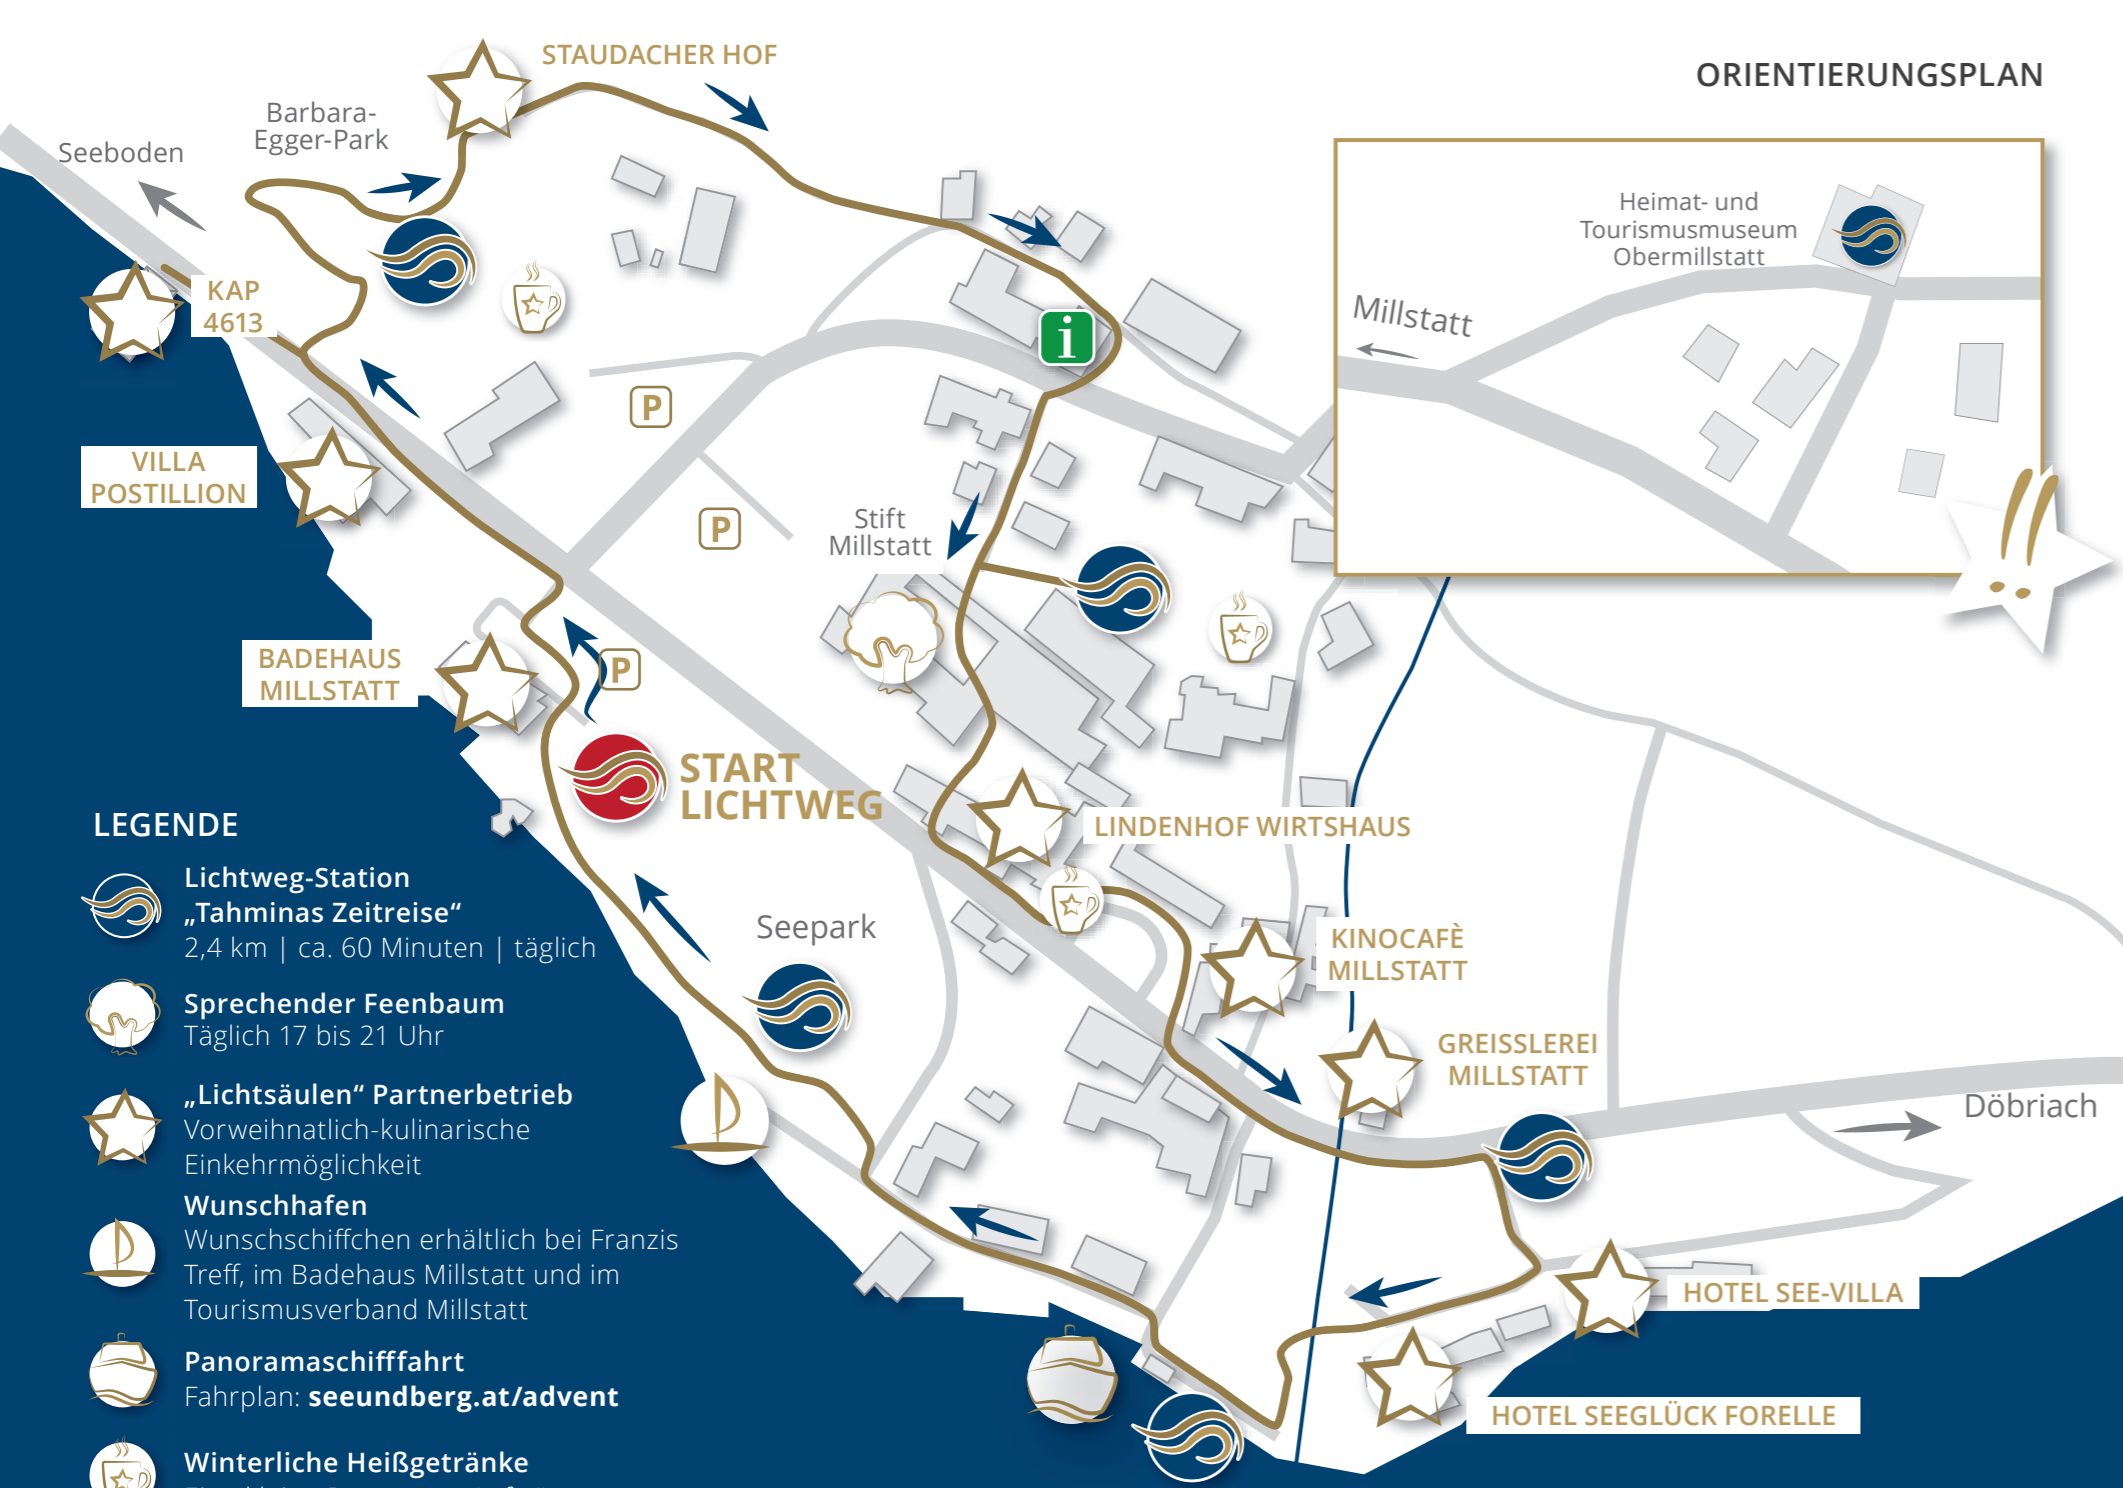 STAUDACHER HOF
ORIENTIERUNGSPLAN
Barbara-
Egger-Park
Seeboden
Heimat- und
Tourismusmuseum
Obermillstatt
Millstatt
KAP
4613
i
P
VILLA
POSTILLION
P
Stift
Millstatt
BADEHAUS
MILLSTATT
P
START
LICHTWEG
LINDENHOF WIRTSHAUS
Seepark
KINOCAFÈ
MILLSTATT
GREISSLEREI
MILLSTATT
Döbriach
HOTEL SEE-VILLA
HOTEL SEEGLÜCK FORELLE
LEGENDE
Lichtweg-Station
„Tahminas Zeitreise“
2,4 km | ca. 60 Minuten | täglich
Sprechender Feenbaum
Täglich 17 bis 21 Uhr
„Lichtsäulen“ Partnerbetrieb
Vorweihnatlich-kulinarische
Einkehrmöglichkeit
Wunschhafen
Wunschschiffchen erhältlich bei Franzis
Treff, im Badehaus Millstatt und im
Tourismusverband Millstatt
Panoramaschifffahrt
Fahrplan: seeundberg.at/advent
Winterliche Heißgetränke